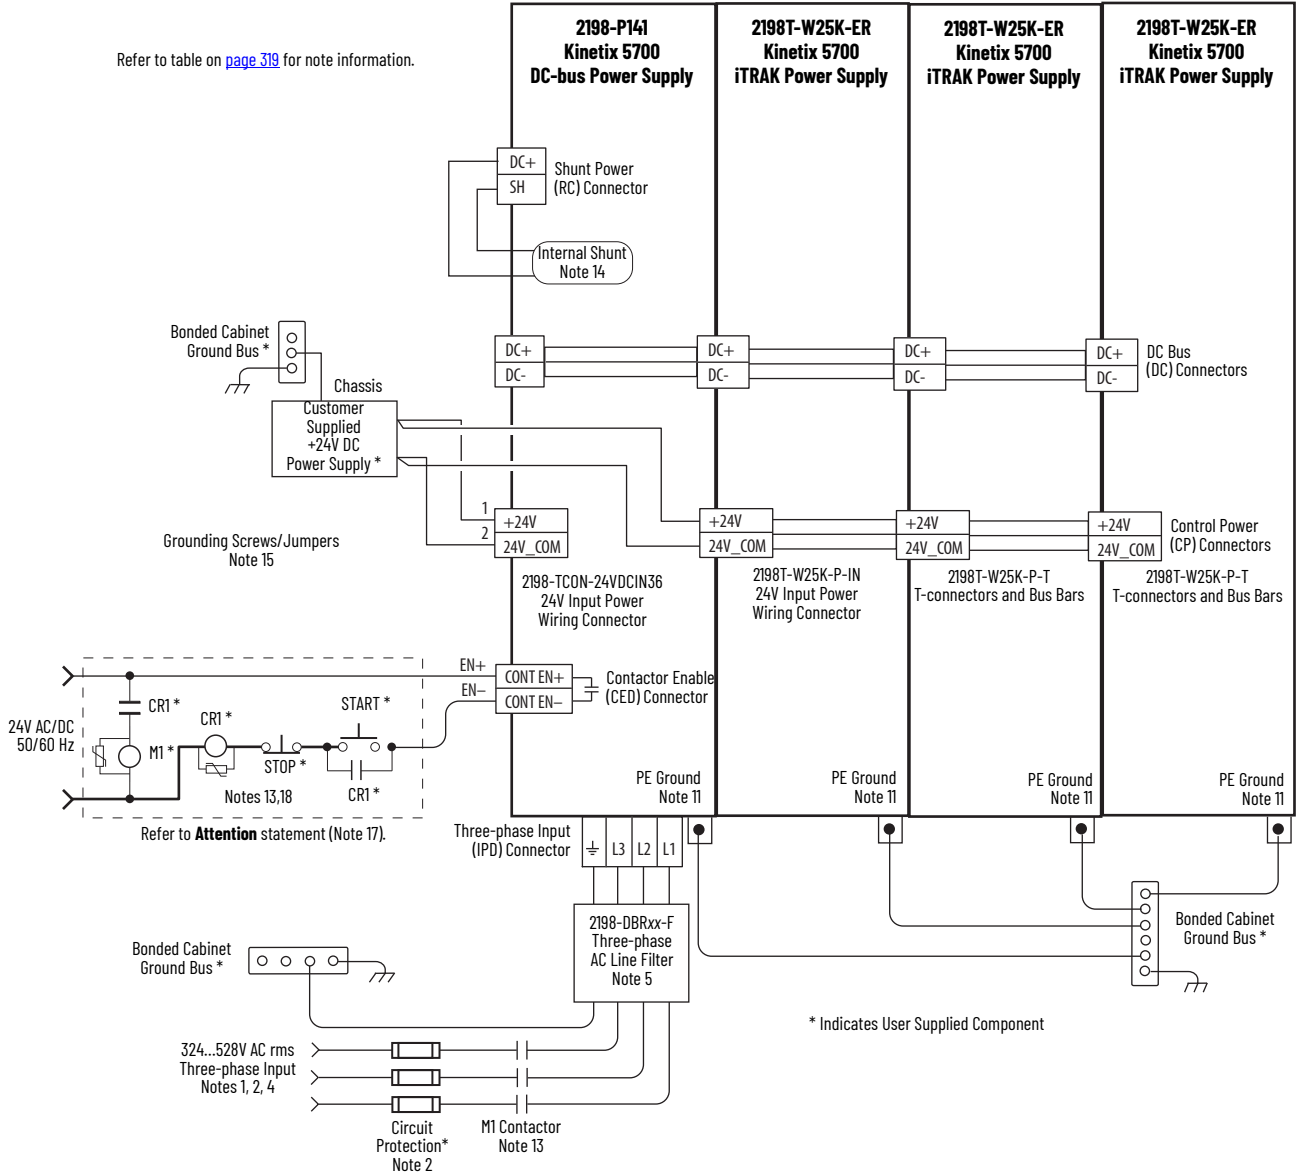 Refer to table on page 319 for note information.
2198-P141
Kinetix 5700
DC-bus Power Supply
2198T-W25K-ER
Kinetix 5700
iTRAK Power Supply
2198T-W25K-ER
Kinetix 5700
iTRAK Power Supply
2198T-W25K-ER
Kinetix 5700
iTRAK Power Supply
DC+
SH
Shunt Power
(RC) Connector
Internal Shunt
Note 14
Bonded Cabinet
Ground Bus *
Chassis
Customer
Supplied
+24V DC
Power Supply *
DC+
DC-
DC+
DC-
DC+
DC-
DC+
DC-
DC Bus
(DC) Connectors
Grounding Screws/Jumpers
Note 15
1
2
+24V
24V_COM
+24V
24V_COM
+24V
24V_COM
+24V
24V_COM
Control Power
(CP) Connectors
2198-TCON-24VDCIN36
24V Input Power
Wiring Connector
2198T-W25K-P-IN
24V Input Power
Wiring Connector
2198T-W25K-P-T
T-connectors and Bus Bars
2198T-W25K-P-T
T-connectors and Bus Bars
EN+
EN–
CONT EN+
CONT EN–
Contactor Enable
(CED) Connector
24V AC/DC
50/60 Hz
CR1 *
M1 *
CR1 *
STOP *
START *
CR1 *
Notes 13,18
Refer to Attention statement (Note 17).
PE Ground
Note 11
PE Ground
Note 11
PE Ground
Note 11
PE Ground
Note 11
Three-phase Input
(IPD) Connector
L3
L2
L1
2198-DBRxx-F
Three-phase
AC Line Filter
Note 5
Bonded Cabinet
Ground Bus *
Bonded Cabinet
Ground Bus *
* Indicates User Supplied Component
324...528V AC rms
Three-phase Input
Notes 1, 2, 4
Circuit
Protection*
Note 2
M1 Contactor
Note 13